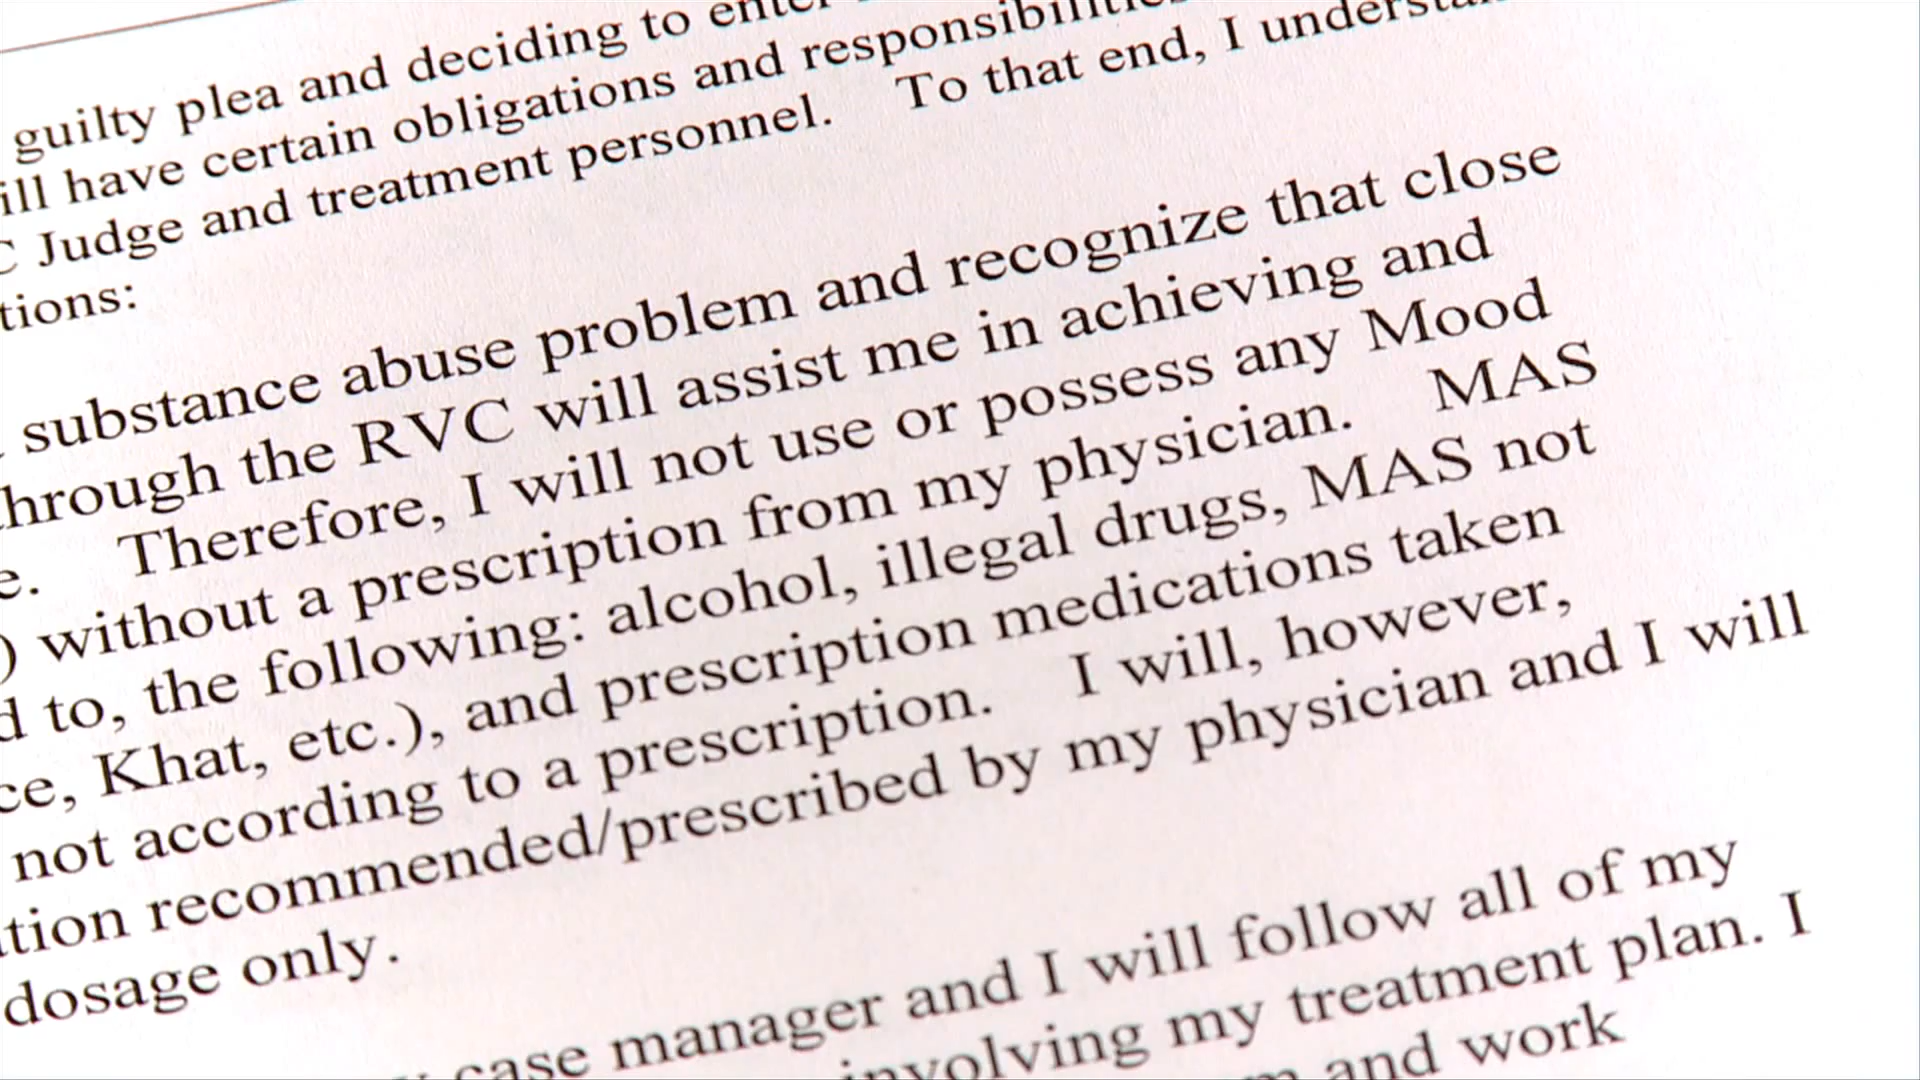 guilty plea and deciding to enter
ill have certain obligations and responsibilities
C Judge and treatment personnel. To that end, I understa
tions:
substance abuse problem and recognize that close
hrough the RVC will assist me in achieving and
e. Therefore, I will not use or possess any Mood
) without a prescription from my physician. MAS
d to, the following: alcohol, illegal drugs, MAS not
ce, Khat, etc.), and prescription medications taken
not according to a prescription. I will, however,
tion recommended/prescribed by my physician and I will
dosage only.
case manager and I will follow all of my
involving my treatment plan. I
and work